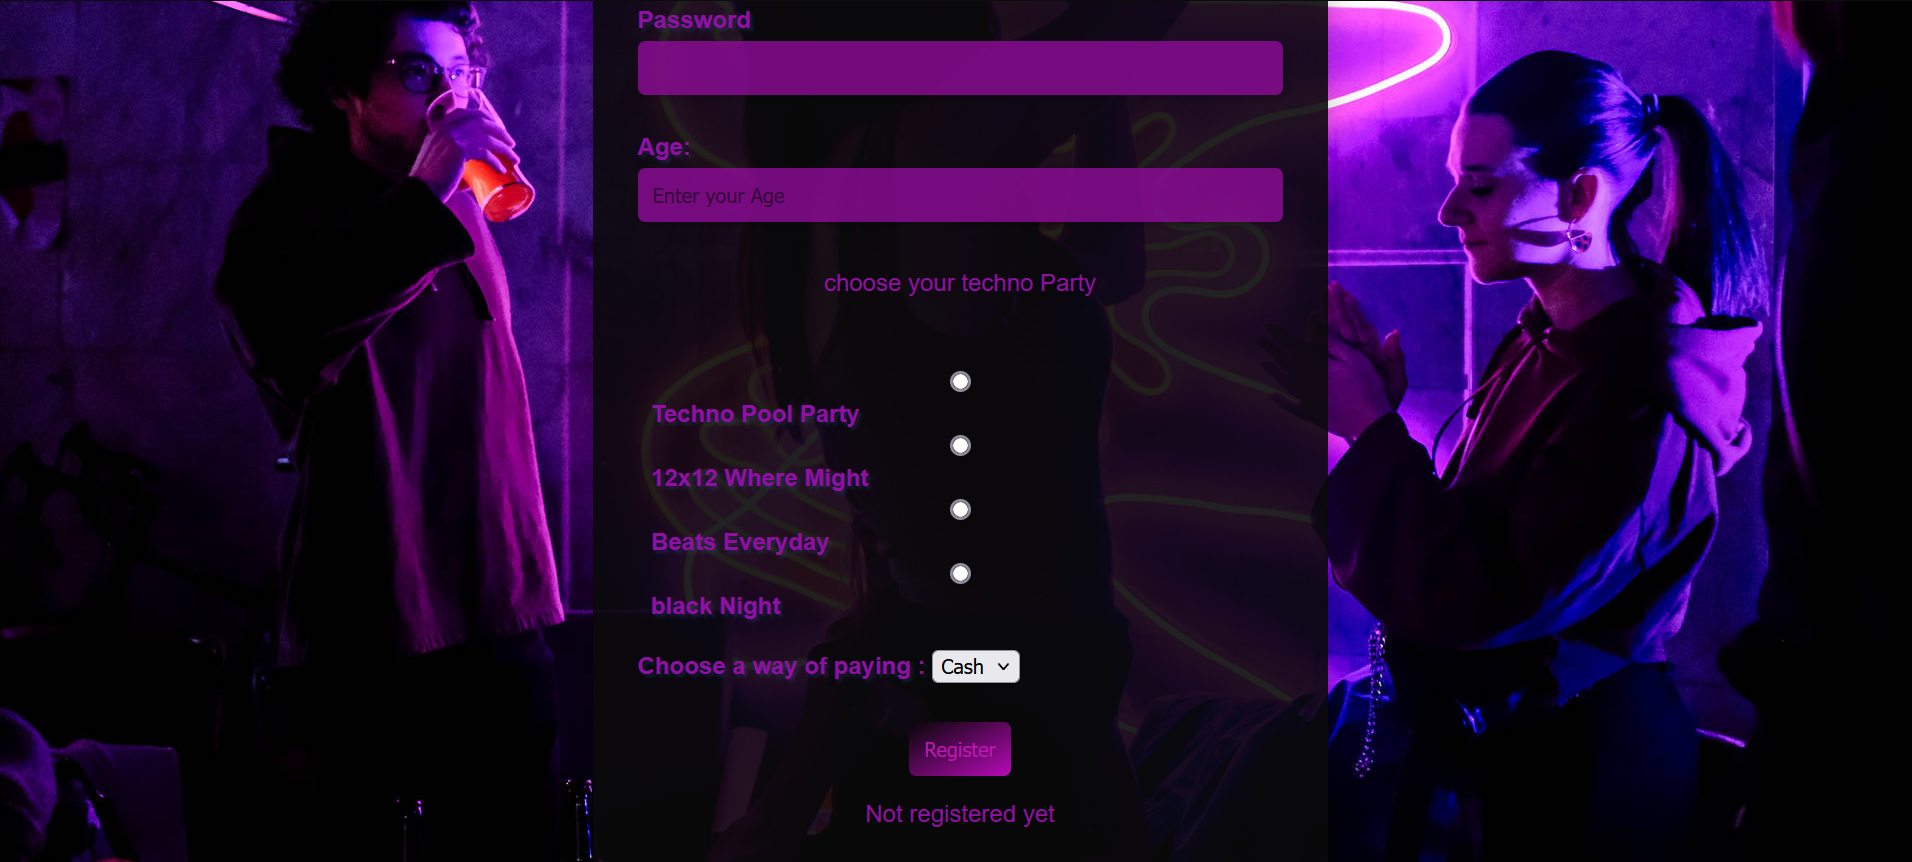 Password
Age:
Enter your Age
choose your techno Party
Techno Pool Party
12x12 Where Might
Beats Everyday
black Night
Choose a way of paying : Cash
Register
Not registered yet